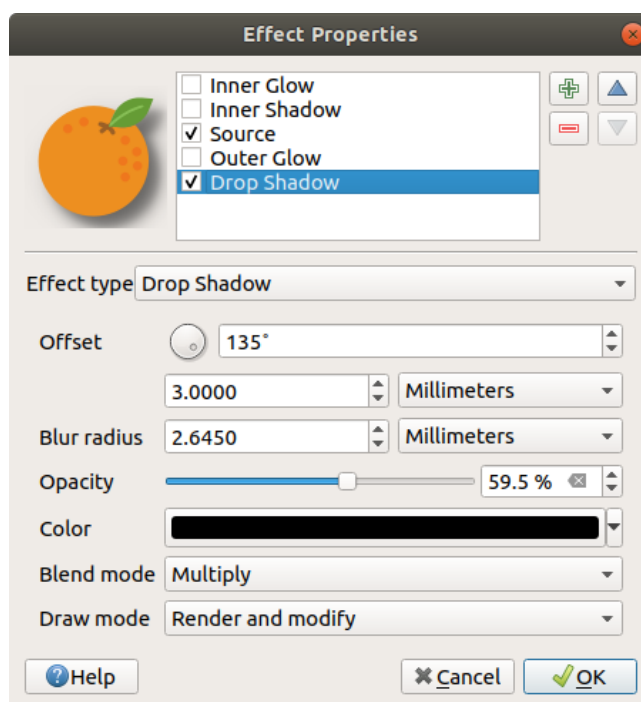 Effect Properties
Inner Glow
Inner Shadow
Source
Outer Glow
Drop Shadow
Effect type Drop Shadow
Offset 135°
3.0000 Millimeters
Blur radius 2.6450 Millimeters
Opacity 59.5 %
Color
Blend mode Multiply
Draw mode Render and modify
Help Cancel OK